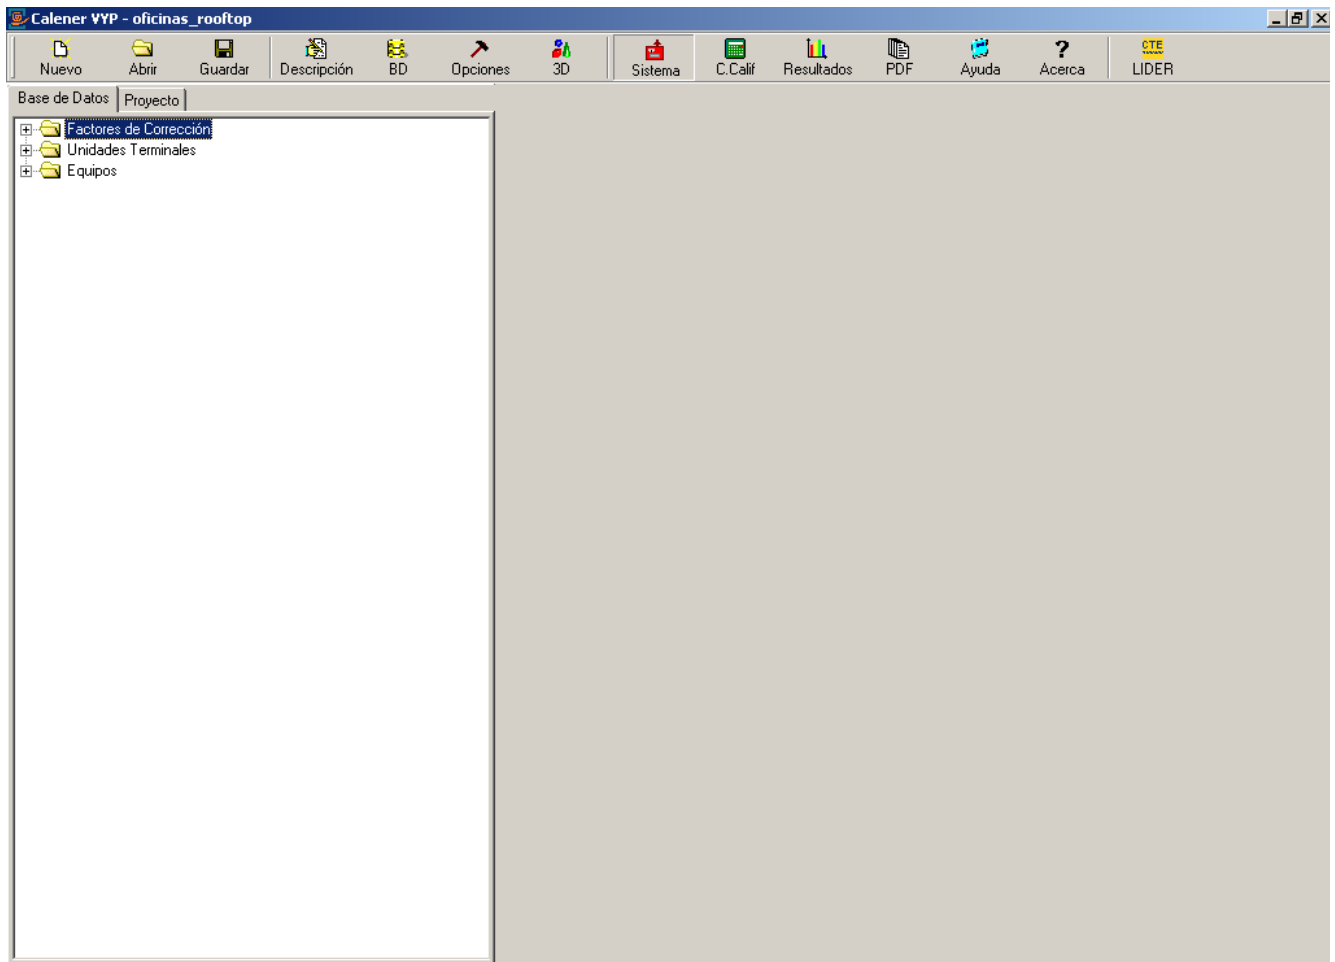 Calener VYP - oficinas_rooftop
Nuevo Abrir Guardar Descripción BD Opciones 3D Sistema C.Calif Resultados PDF Ayuda ? Acerca CTE LIDER
Base de Datos Proyecto
Factores de Corrección
Unidades Terminales
Equipos